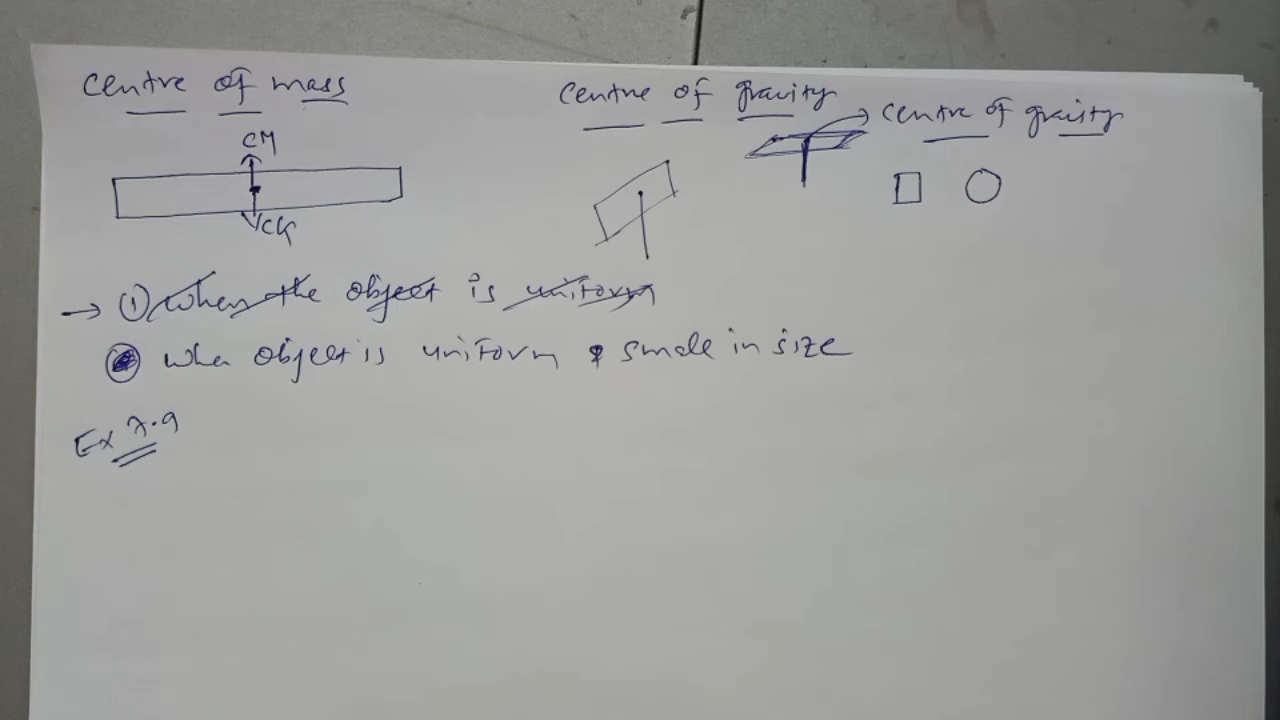 Centre of mass
Centre of gravity
Centre of gravity
CM
CG
→ ① When the object is uniform
when object is uniform & small in size
Ex 7.9